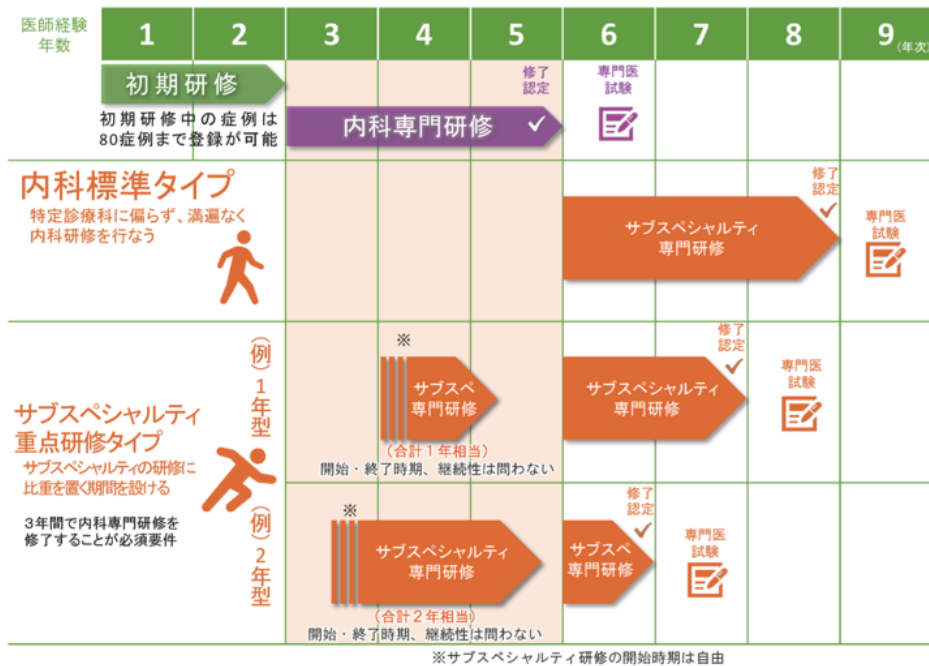 医師経験
年数
1 2 3 4 5 6 7 8 9(年次)
初期研修
初期研修中の症例は
80症例まで登録が可能
内科専門研修
修了
認定
専門医
試験
内科標準タイプ
特定診療科に偏らず、満遍なく
内科研修を行なう
サブスペシャルティ
専門研修
修了
認定
専門医
試験
サブスペシャルティ
重点研修タイプ
サブスペシャルティの研修に
比重を置く期間を設ける
3年間で内科専門研修を
修了することが必須要件
(例)1年型
※
サブスペ
専門研修
(合計1年相当)
開始・終了時期、継続性は問わない
サブスペシャルティ
専門研修
修了
認定
専門医
試験
(例)2年型
※
サブスペシャルティ
専門研修
(合計2年相当)
開始・終了時期、継続性は問わない
サブスペ
専門研修
修了
認定
専門医
試験
※サブスペシャルティ研修の開始時期は自由